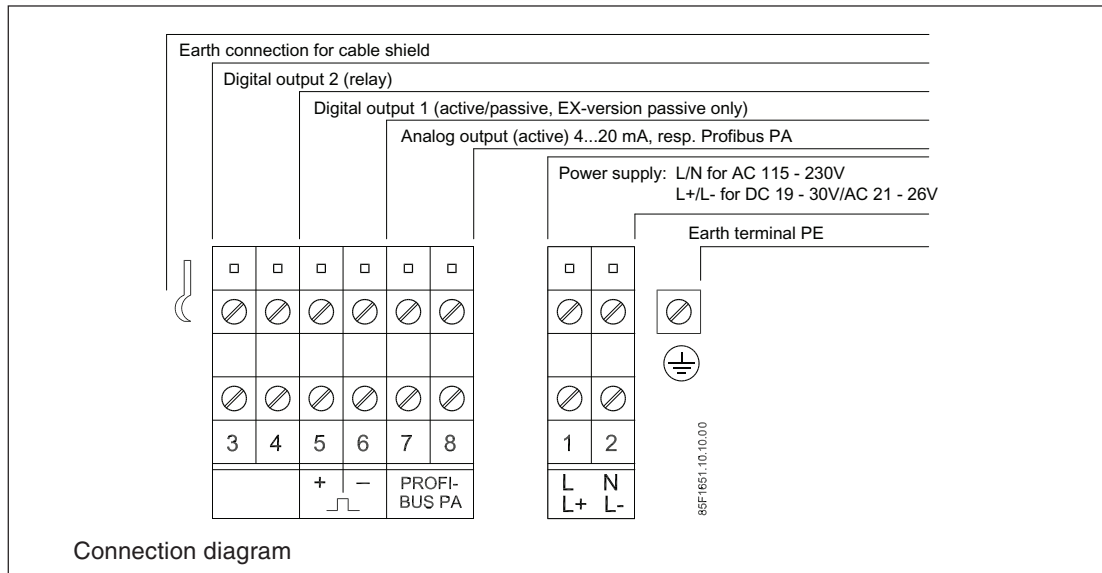 Earth connection for cable shield
Digital output 2 (relay)
Digital output 1 (active/passive, EX-version passive only)
Analog output (active) 4...20 mA, resp. Profibus PA
Power supply: L/N for AC 115 - 230V
L+/L- for DC 19 - 30V/AC 21 - 26V
Earth terminal PE
3 4 5 6 7 8 1 2
+ – PROFI- L N
BUS PA L+ L-
85F1651.10.10.00
Connection diagram